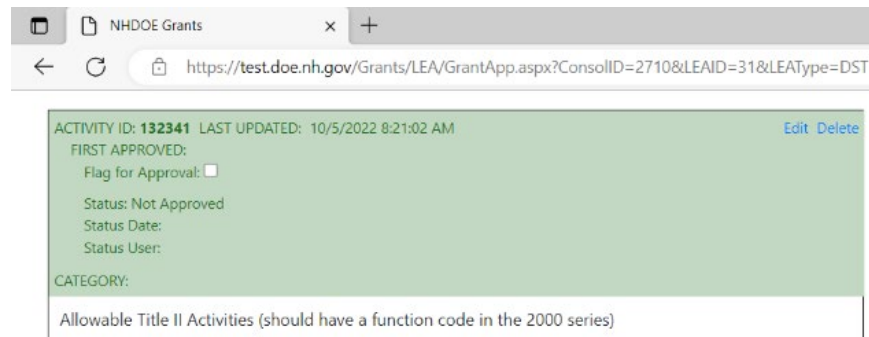 NHDOE Grants
https://test.doe.nh.gov/Grants/LEA/GrantApp.aspx?ConsolID=2710&LEAID=31&LEAType=DST
ACTIVITY ID: 132341 LAST UPDATED: 10/5/2022 8:21:02 AM Edit Delete
FIRST APPROVED:
Flag for Approval:
Status: Not Approved
Status Date:
Status User:
CATEGORY:
Allowable Title II Activities (should have a function code in the 2000 series)